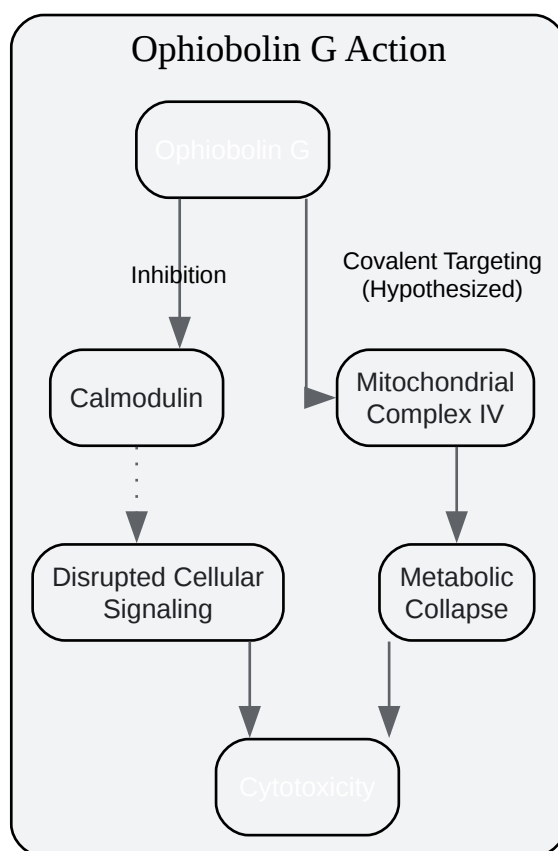 Ophiobolin G Action
Ophiobolin G
Inhibition
Covalent Targeting
(Hypothesized)
Calmodulin
Mitochondrial
Complex IV
Disrupted Cellular
Signaling
Metabolic
Collapse
Cytotoxicity